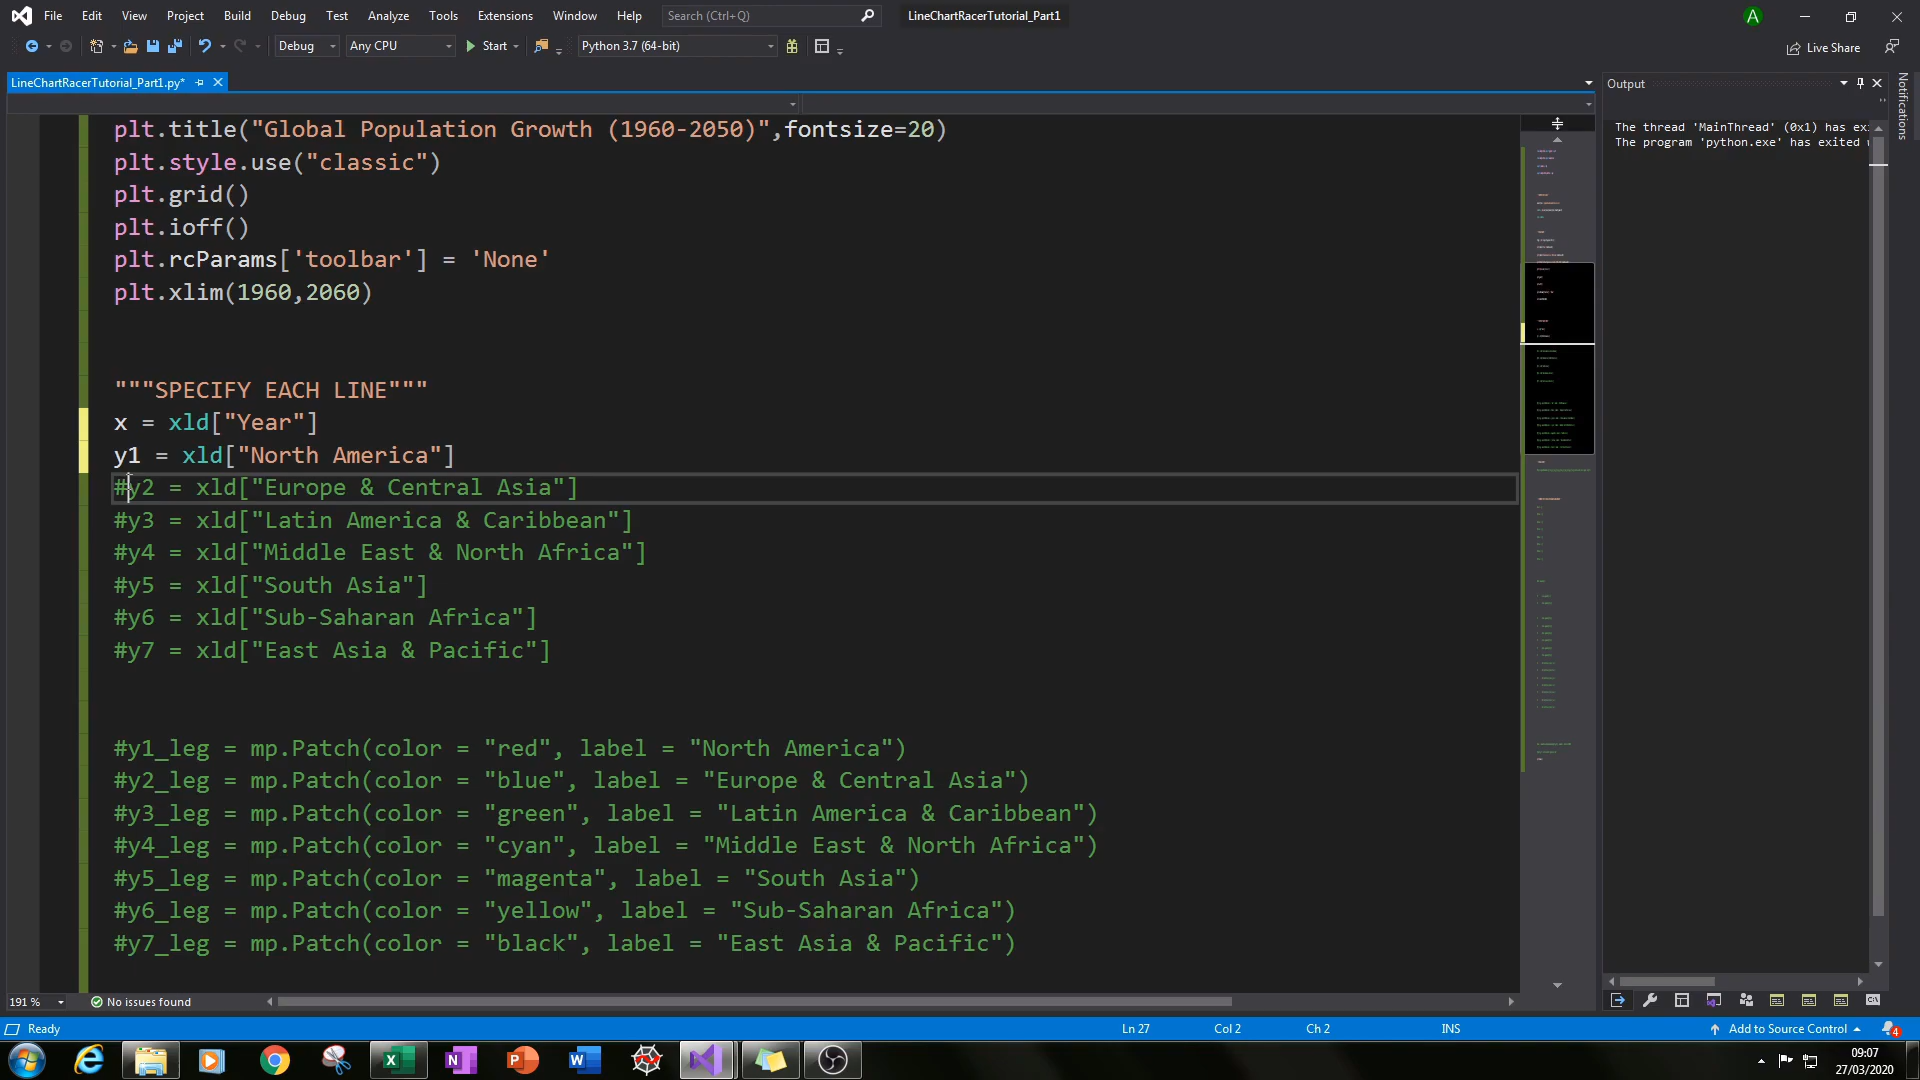 File Edit View Project Build Debug Test Analyze Tools Extensions Window Help Search (Ctrl+Q) LineChartRacerTutorial_Part1 A
Debug Any CPU Start Python 3.7 (64-bit) Live Share
LineChartRacerTutorial_Part1.py* Output Notifications
plt.title("Global Population Growth (1960-2050)",fontsize=20)
plt.style.use("classic")
plt.grid()
plt.ioff()
plt.rcParams['toolbar'] = 'None'
plt.xlim(1960,2060)
"""SPECIFY EACH LINE"""
x = xld["Year"]
y1 = xld["North America"]
#y2 = xld["Europe & Central Asia"]
#y3 = xld["Latin America & Caribbean"]
#y4 = xld["Middle East & North Africa"]
#y5 = xld["South Asia"]
#y6 = xld["Sub-Saharan Africa"]
#y7 = xld["East Asia & Pacific"]
#y1_leg = mp.Patch(color = "red", label = "North America")
#y2_leg = mp.Patch(color = "blue", label = "Europe & Central Asia")
#y3_leg = mp.Patch(color = "green", label = "Latin America & Caribbean")
#y4_leg = mp.Patch(color = "cyan", label = "Middle East & North Africa")
#y5_leg = mp.Patch(color = "magenta", label = "South Asia")
#y6_leg = mp.Patch(color = "yellow", label = "Sub-Saharan Africa")
#y7_leg = mp.Patch(color = "black", label = "East Asia & Pacific")
The thread 'MainThread' (0x1) has
The program 'python.exe' has exited
191 % No issues found
Ready Ln 27 Col 2 Ch 2 INS Add to Source Control 4
09:07
27/03/2020